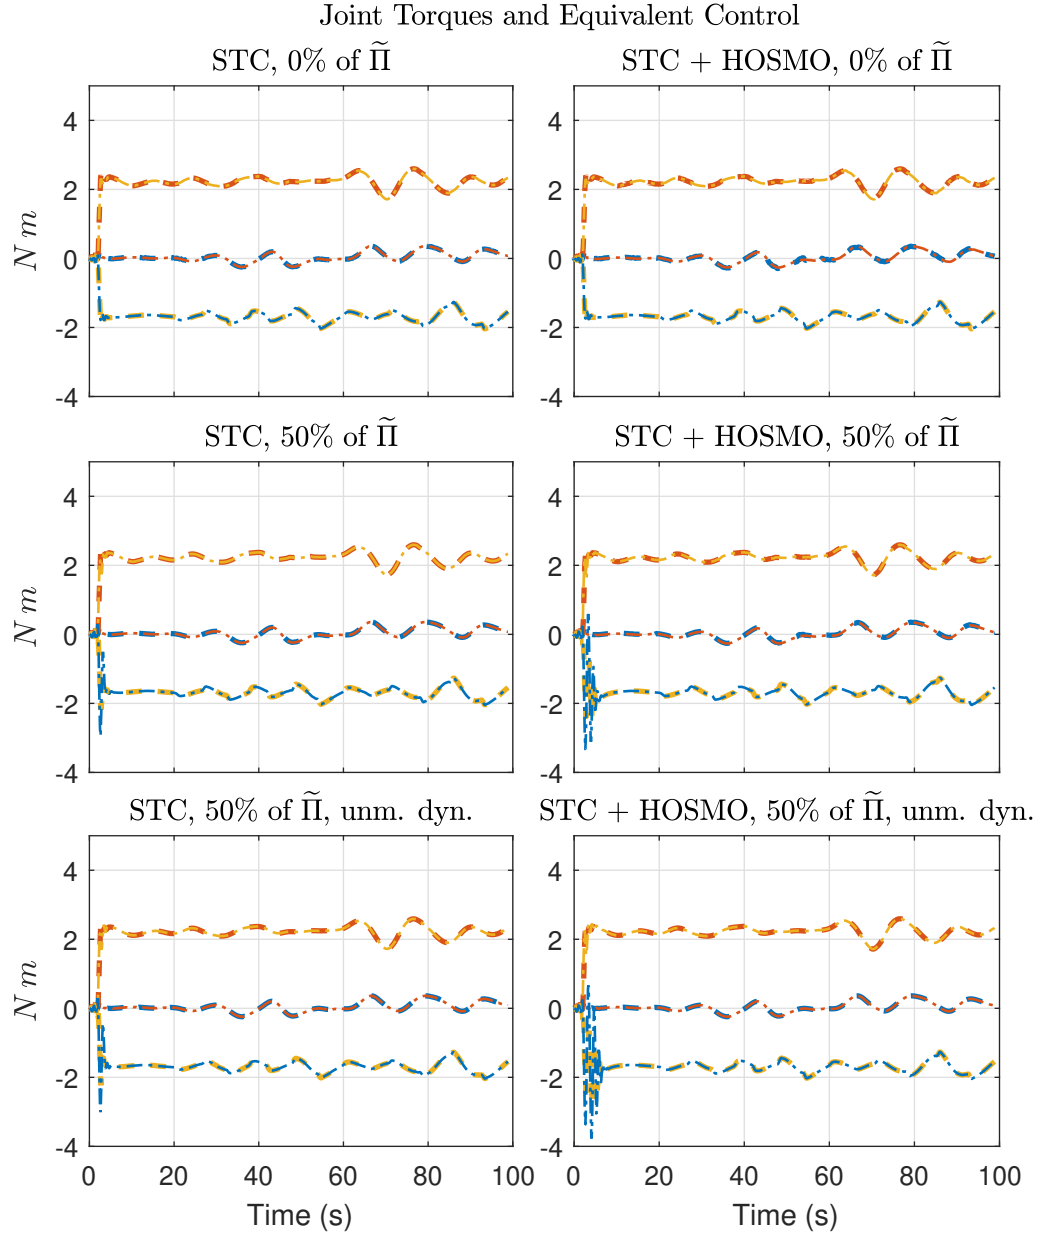 Joint Torques and Equivalent Control
STC, 0% of Π̃
STC + HOSMO, 0% of Π̃
4
2
0
-2
-4
N m
4
2
0
-2
-4
STC, 50% of Π̃
STC + HOSMO, 50% of Π̃
4
2
0
-2
-4
N m
4
2
0
-2
-4
STC, 50% of Π̃, unm. dyn.
STC + HOSMO, 50% of Π̃, unm. dyn.
4
2
0
-2
-4
N m
0 20 40 60 80 100
Time (s)
4
2
0
-2
-4
0 20 40 60 80 100
Time (s)